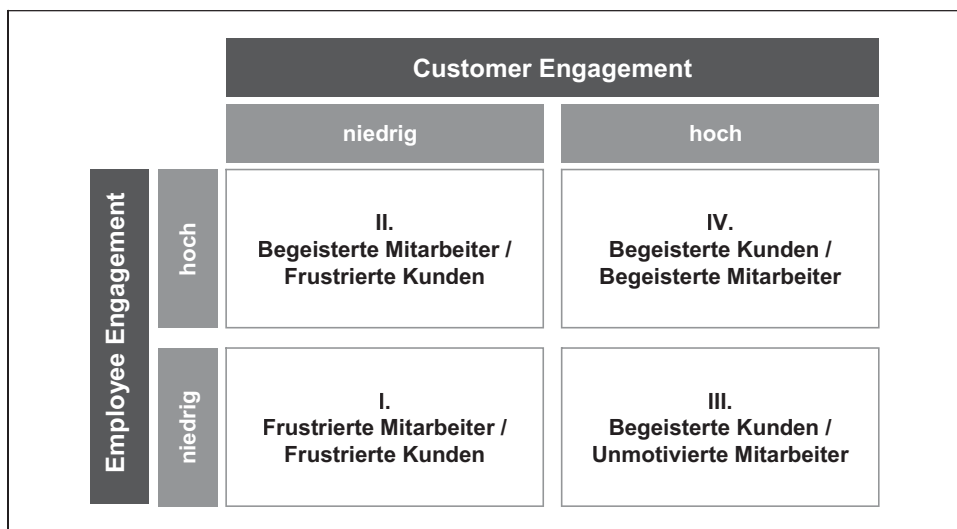 Customer Engagement
niedrig
hoch
Employee Engagement
hoch
II.
Begeisterte Mitarbeiter /
Frustrierte Kunden
IV.
Begeisterte Kunden /
Begeisterte Mitarbeiter
niedrig
I.
Frustrierte Mitarbeiter /
Frustrierte Kunden
III.
Begeisterte Kunden /
Unmotivierte Mitarbeiter